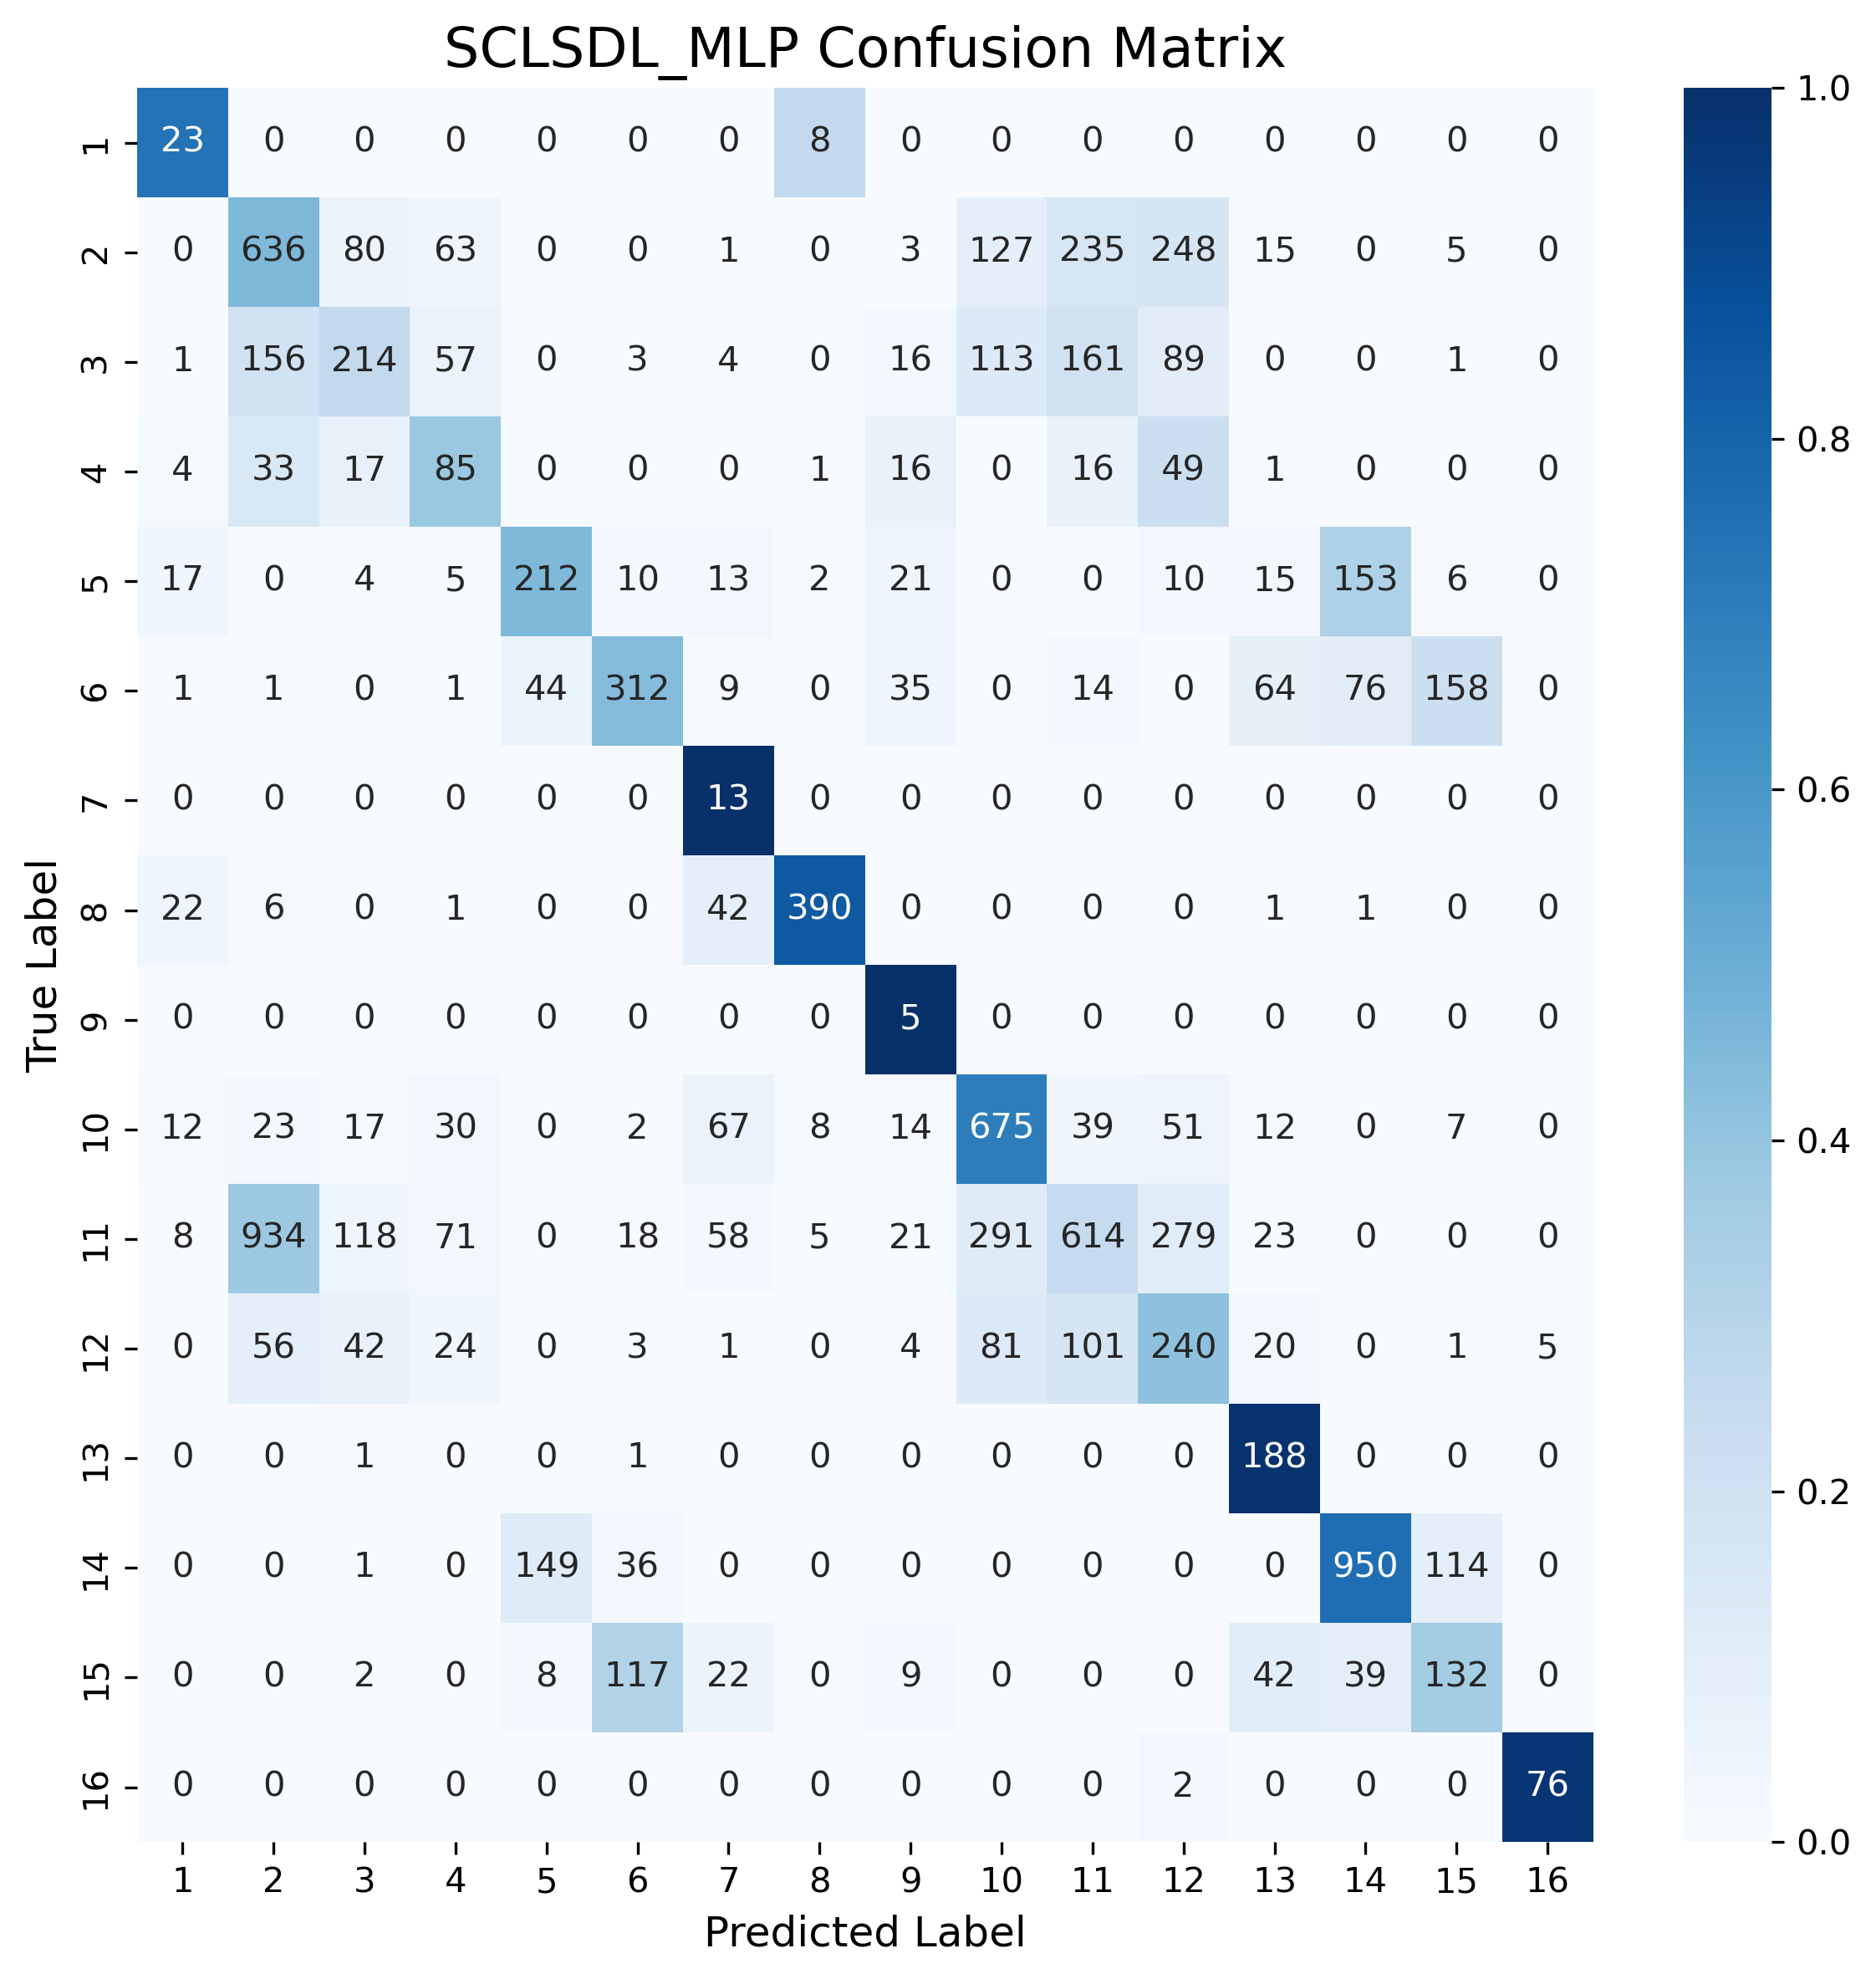 SCLSDL_MLP Confusion Matrix
1 23 0 0 0 0 0 0 8 0 0 0 0 0 0 0 0
2 0 636 80 63 0 0 1 0 3 127 235 248 15 0 5 0
3 1 156 214 57 0 3 4 0 16 113 161 89 0 0 1 0
4 4 33 17 85 0 0 0 1 16 0 16 49 1 0 0 0
5 17 0 4 5 212 10 13 2 21 0 0 10 15 153 6 0
6 1 1 0 1 44 312 9 0 35 0 14 0 64 76 158 0
7 0 0 0 0 0 0 13 0 0 0 0 0 0 0 0 0
8 22 6 0 1 0 0 42 390 0 0 0 0 1 1 0 0
9 0 0 0 0 0 0 0 0 5 0 0 0 0 0 0 0
10 12 23 17 30 0 2 67 8 14 675 39 51 12 0 7 0
11 8 934 118 71 0 18 58 5 21 291 614 279 23 0 0 0
12 0 56 42 24 0 3 1 0 4 81 101 240 20 0 1 5
13 0 0 1 0 0 1 0 0 0 0 0 0 188 0 0 0
14 0 0 1 0 149 36 0 0 0 0 0 0 0 950 114 0
15 0 0 2 0 8 117 22 0 9 0 0 0 42 39 132 0
16 0 0 0 0 0 0 0 0 0 0 0 2 0 0 0 76
1 2 3 4 5 6 7 8 9 10 11 12 13 14 15 16
Predicted Label
True Label
1.0
0.8
0.6
0.4
0.2
0.0